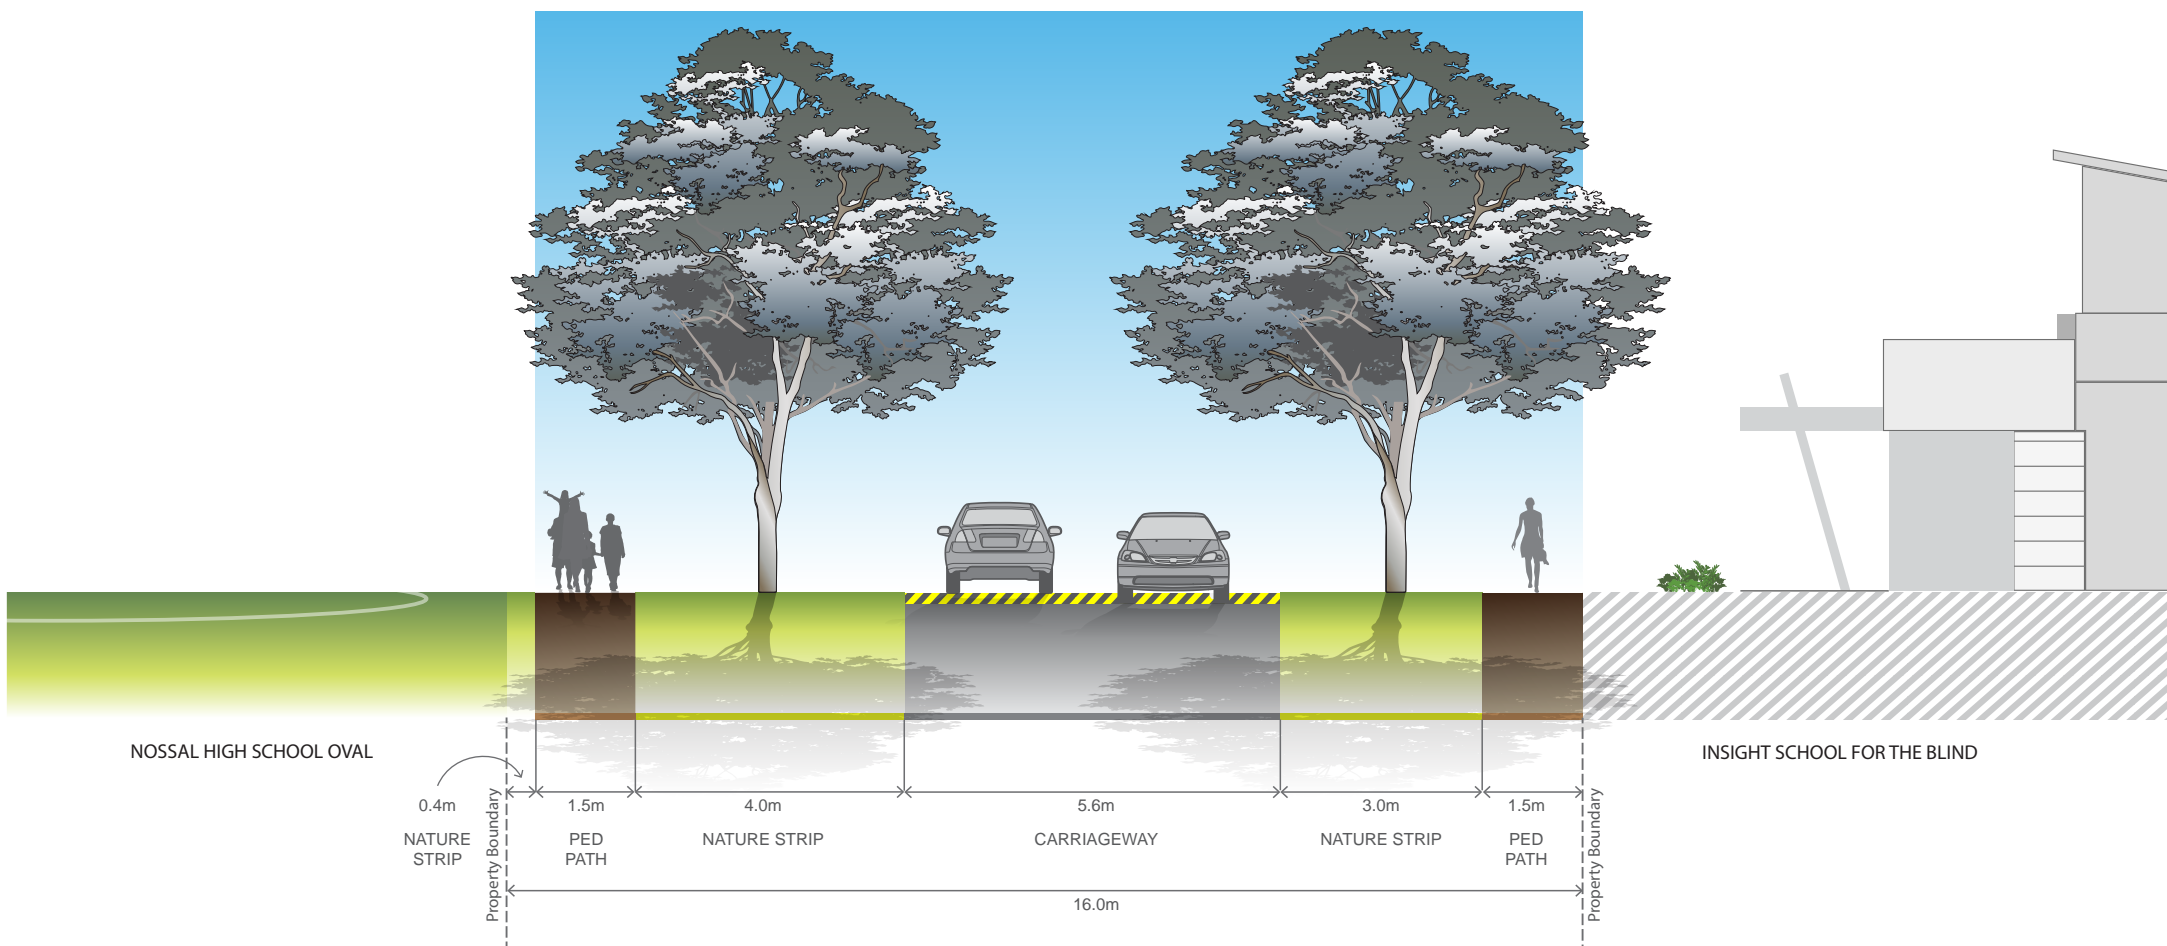 NOSSAL HIGH SCHOOL OVAL
INSIGHT SCHOOL FOR THE BLIND
0.4m
1.5m
4.0m
5.6m
3.0m
1.5m
NATURE
STRIP
Property Boundary
PED
PATH
NATURE STRIP
CARRIAGEWAY
NATURE STRIP
PED
PATH
Property Boundary
16.0m